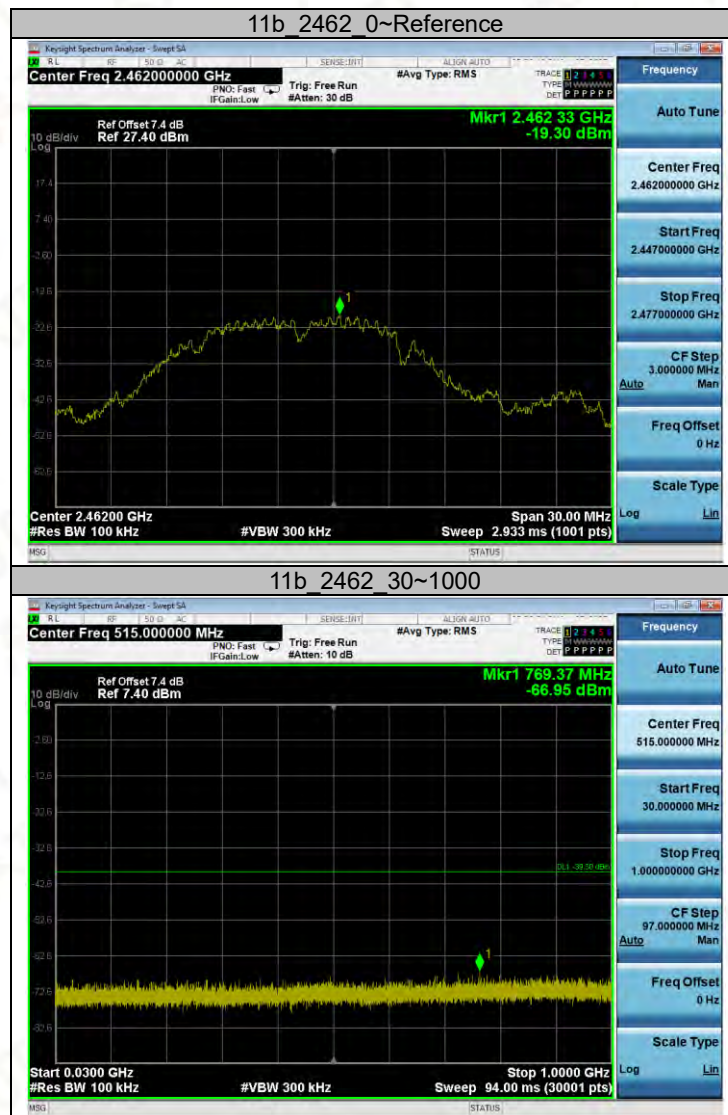 11b_2462_0~Reference
Keysight Spectrum Analyzer - Swept SA
RL RF 50 Ω AC SENSE:INT ALIGN AUTO
Center Freq 2.462000000 GHz
PNO: Fast
IFGain:Low
Trig: Free Run
#Atten: 30 dB
#Avg Type: RMS
TRACE 1 2 3 4 5 6
TYPE
DET P P P P P P
Frequency
Ref Offset 7.4 dB
Ref 27.40 dBm
10 dB/div
Log
Mkr1 2.462 33 GHz
-19.30 dBm
17.4
7.40
-2.60
1
-32.6
-42.6
Auto Tune
Center Freq
2.462000000 GHz
Start Freq
2.447000000 GHz
Stop Freq
2.477000000 GHz
CF Step
3.000000 MHz
Auto Man
Freq Offset
0 Hz
Scale Type
Log Lin
Center 2.46200 GHz
Span 30.00 MHz
#Res BW 100 kHz
#VBW 300 kHz
Sweep 2.933 ms (1001 pts)
MSG STATUS
11b_2462_30~1000
Keysight Spectrum Analyzer - Swept SA
RL RF 50 Ω AC SENSE:INT ALIGN AUTO
Center Freq 515.000000 MHz
PNO: Fast
IFGain:Low
Trig: Free Run
#Atten: 10 dB
#Avg Type: RMS
TRACE 1 2 3 4 5 6
TYPE
DET P P P P P P
Frequency
Ref Offset 7.4 dB
Ref 7.40 dBm
10 dB/div
Log
Mkr1 769.37 MHz
-66.95 dBm
-2.60
-12.6
-32.6
-42.6
-52.6
-62.6
1
-72.6
Auto Tune
Center Freq
515.000000 MHz
Start Freq
30.000000 MHz
Stop Freq
1.000000000 GHz
CF Step
97.000000 MHz
Auto Man
Freq Offset
0 Hz
Scale Type
Log Lin
Start 0.0300 GHz
Stop 1.0000 GHz
#Res BW 100 kHz
#VBW 300 kHz
Sweep 94.00 ms (30001 pts)
MSG STATUS